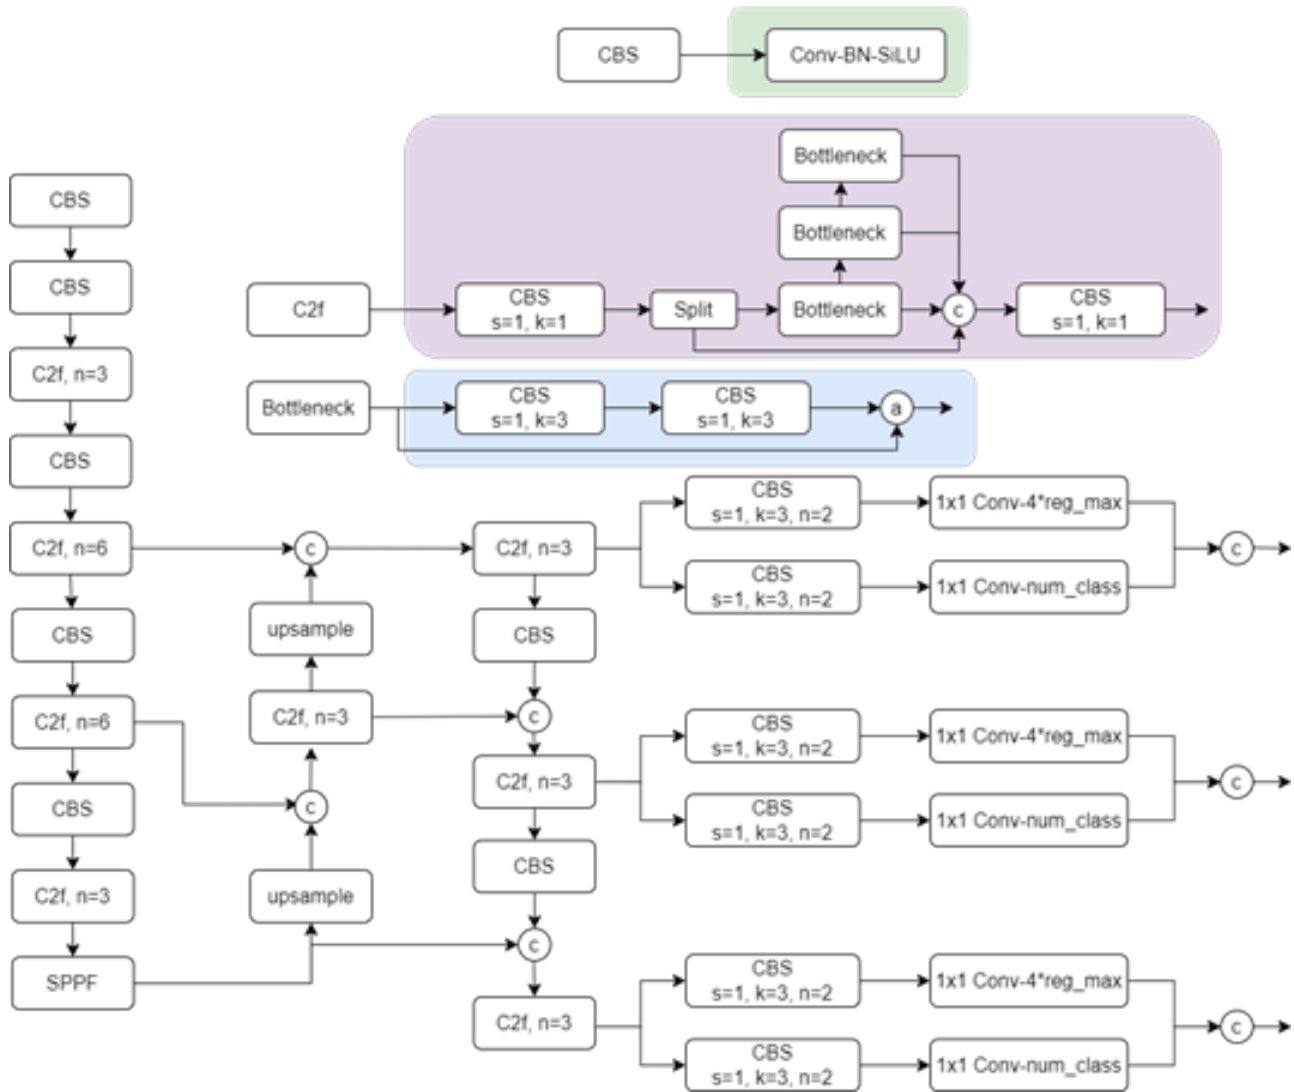 CBS
Conv-BN-SiLU
C2f
CBS
s=1, k=1
Split
Bottleneck
Bottleneck
Bottleneck
c
CBS
s=1, k=1
Bottleneck
CBS
s=1, k=3
CBS
s=1, k=3
a
CBS
CBS
C2f, n=3
CBS
C2f, n=6
CBS
C2f, n=6
CBS
C2f, n=3
SPPF
c
upsample
C2f, n=3
c
upsample
C2f, n=3
CBS
c
C2f, n=3
CBS
c
C2f, n=3
CBS
s=1, k=3, n=2
1x1 Conv-4*reg_max
CBS
s=1, k=3, n=2
1x1 Conv-num_class
c
CBS
s=1, k=3, n=2
1x1 Conv-4*reg_max
CBS
s=1, k=3, n=2
1x1 Conv-num_class
c
CBS
s=1, k=3, n=2
1x1 Conv-4*reg_max
CBS
s=1, k=3, n=2
1x1 Conv-num_class
c